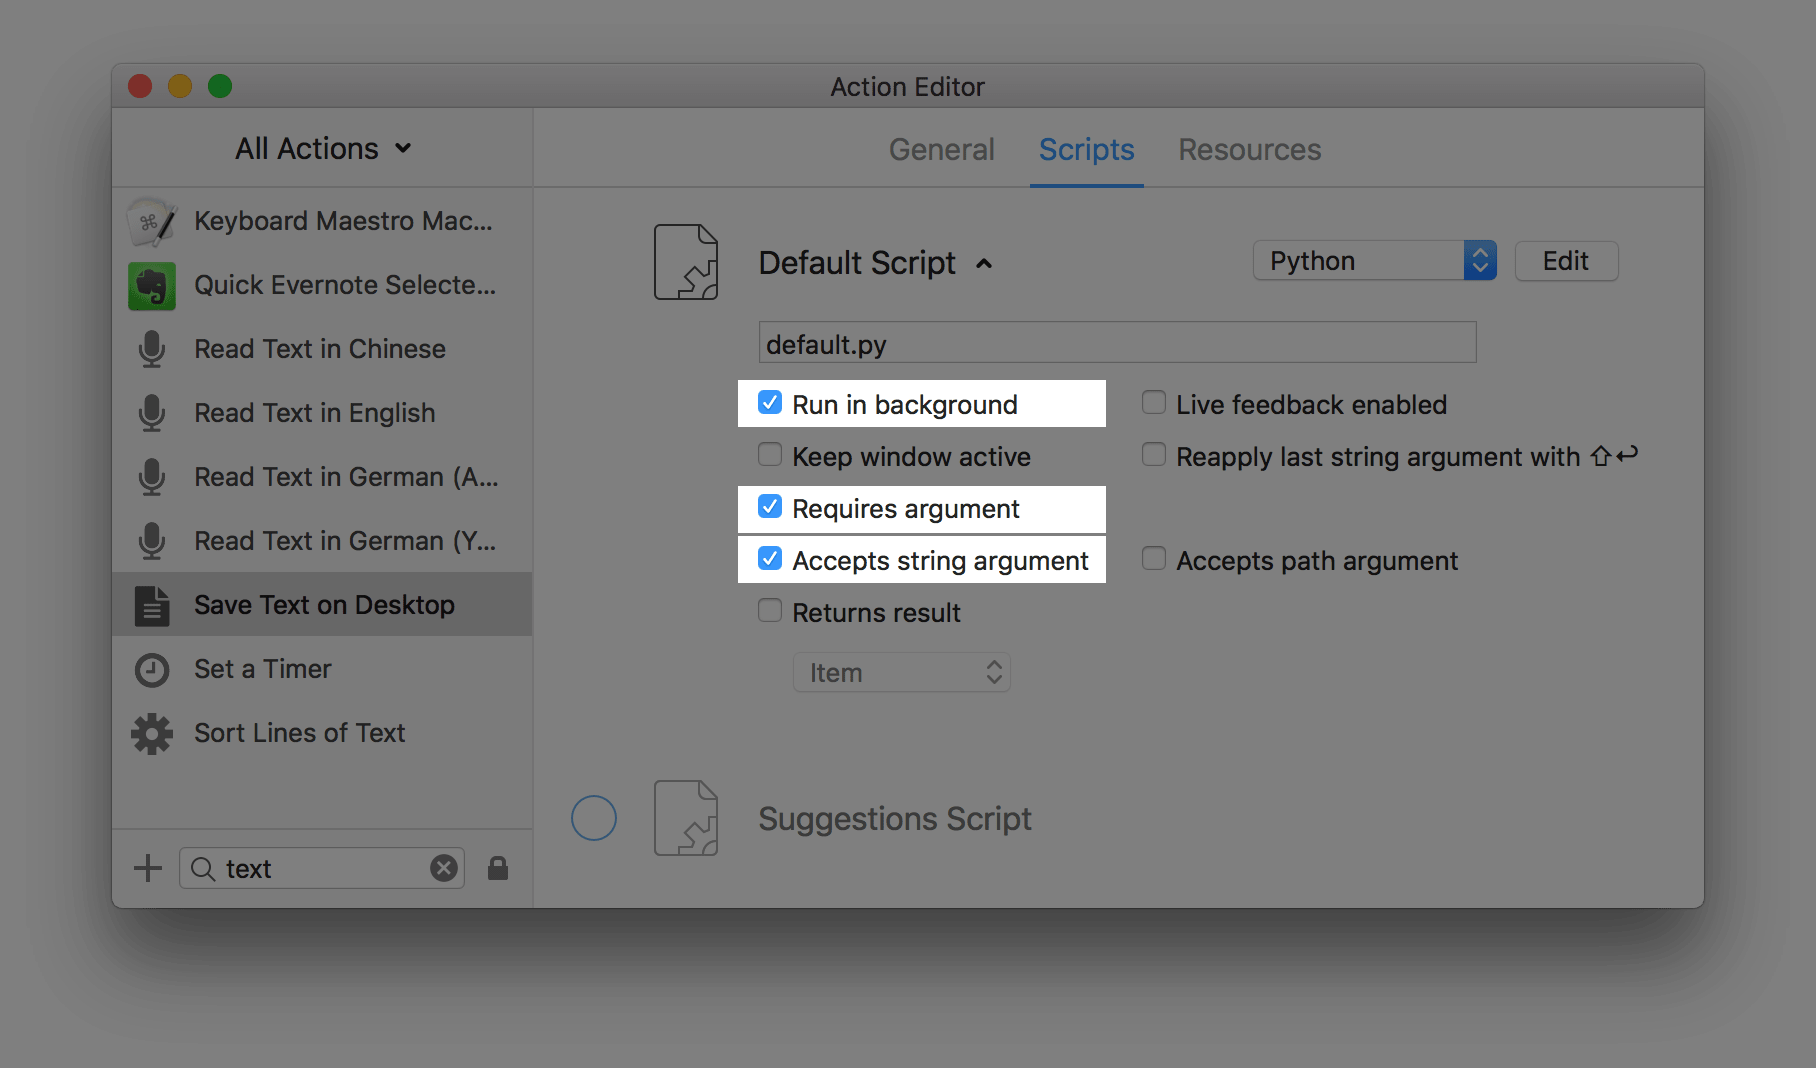 Action Editor
All Actions
General Scripts Resources
Keyboard Maestro Mac...
Quick Evernote Selecte...
Read Text in Chinese
Read Text in English
Read Text in German (A...
Read Text in German (Y...
Save Text on Desktop
Set a Timer
Sort Lines of Text
text
Default Script
Python
Edit
default.py
Run in background
Live feedback enabled
Keep window active
Reapply last string argument with ⇧↩
Requires argument
Accepts string argument
Accepts path argument
Returns result
Item
Suggestions Script